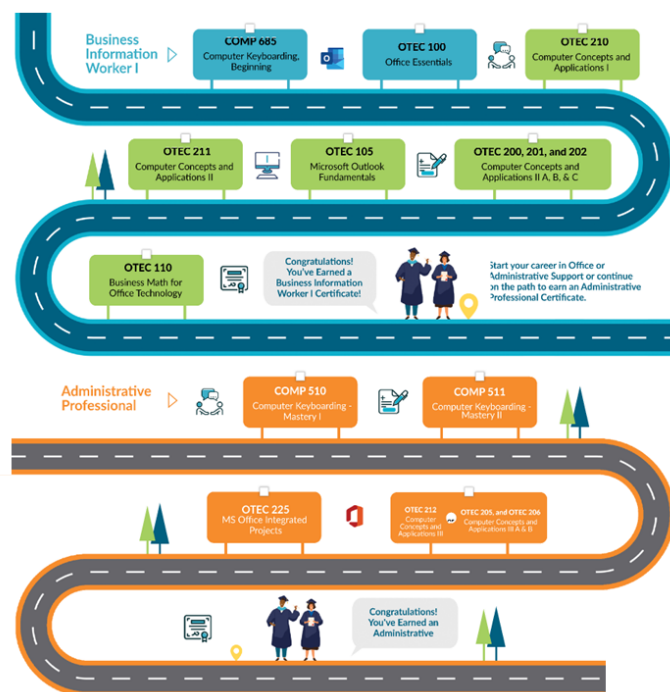 Business
Information
Worker I
COMP 685
Computer Keyboarding,
Beginning
OTEC 100
Office Essentials
OTEC 210
Computer Concepts and
Applications I
OTEC 211
Computer Concepts and
Applications II
OTEC 105
Microsoft Outlook
Fundamentals
OTEC 200, 201, and 202
Computer Concepts and
Applications II A, B, & C
OTEC 110
Business Math for
Office Technology
Congratulations!
You've Earned a
Business Information
Worker I Certificate!
Start your career in Office or
Administrative Support or continue
on the path to earn an Administrative
Professional Certificate.
Administrative
Professional
COMP 510
Computer Keyboarding -
Mastery I
COMP 511
Computer Keyboarding -
Mastery II
OTEC 225
MS Office Integrated
Projects
OTEC 212
Computer
Concepts and
Applications III
OTEC 205, and OTEC 206
Computer Concepts and
Applications III A & B
Congratulations!
You've Earned an
Administrative